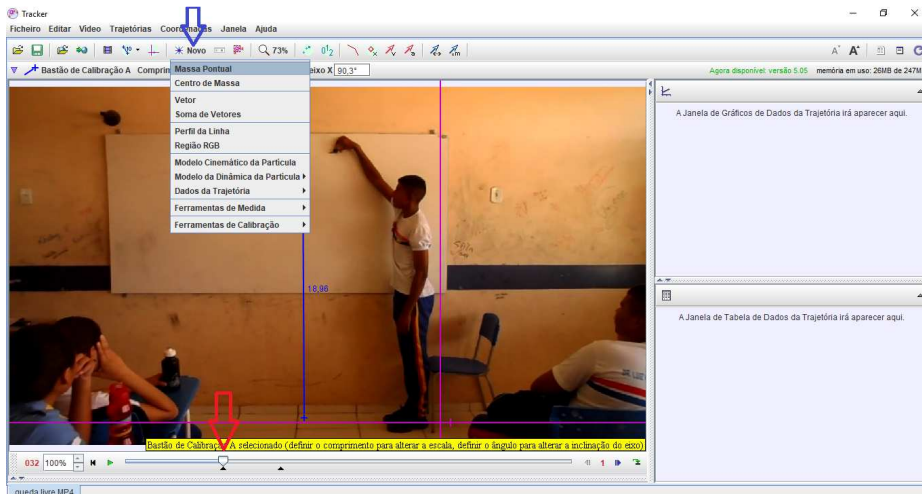 Tracker
Ficheiro Editar Vídeo Trajetórias Coordenadas Janela Ajuda
Novo 73%
Bastão de Calibração A Comprim eixo X 90,3° Agora disponível: versão 5.05 memória em uso: 26MB de 247M
Massa Pontual
Centro de Massa
Vetor
Soma de Vetores
Perfil da Linha
Região RGB
Modelo Cinemático da Partícula
Modelo da Dinâmica da Partícula
Dados da Trajetória
Ferramentas de Medida
Ferramentas de Calibração
A Janela de Gráficos de Dados da Trajetória irá aparecer aqui.
18,96
A Janela de Tabela de Dados da Trajetória irá aparecer aqui.
Bastão de Calibração A selecionado (definir o comprimento para alterar a escala, definir o ângulo para alterar a inclinação do eixo)
032 100% 1
queda livre.MP4